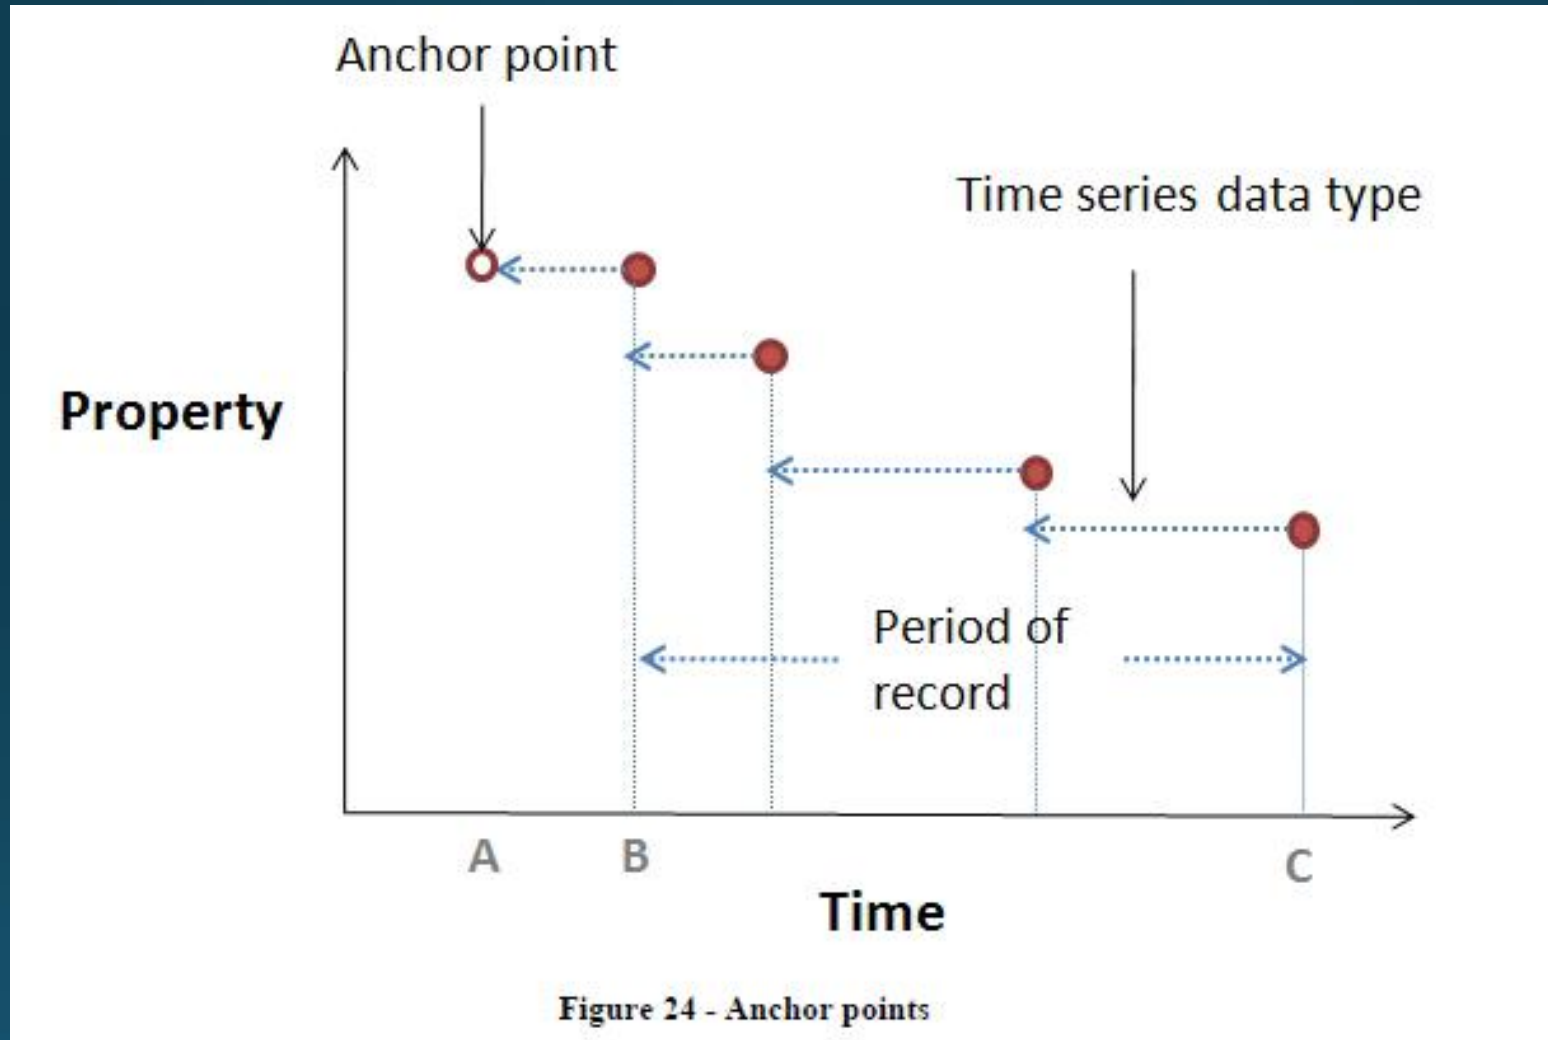 Anchor point
Time series data type
Property
Period of
record
A
B
C
Time
Figure 24 - Anchor points